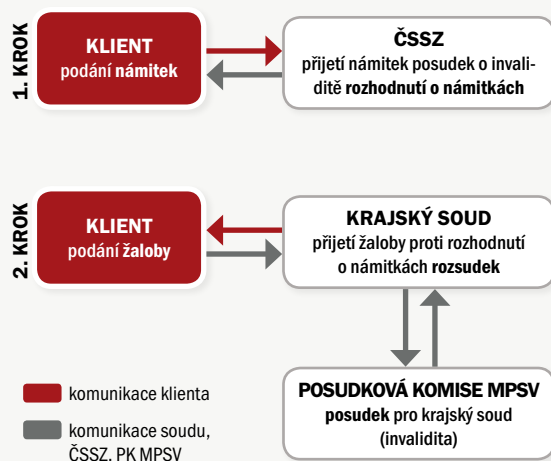 1. KROK
KLIENT
podání námitek
ČSSZ
přijetí námitek posudek o invali-
ditě rozhodnutí o námitkách
2. KROK
KLIENT
podání žaloby
KRAJSKÝ SOUD
přijetí žaloby proti rozhodnutí
o námitkách rozsudek
POSUDKOVÁ KOMISE MPSV
posudek pro krajský soud
(invalidita)
komunikace klienta
komunikace soudu,
ČSSZ, PK MPSV